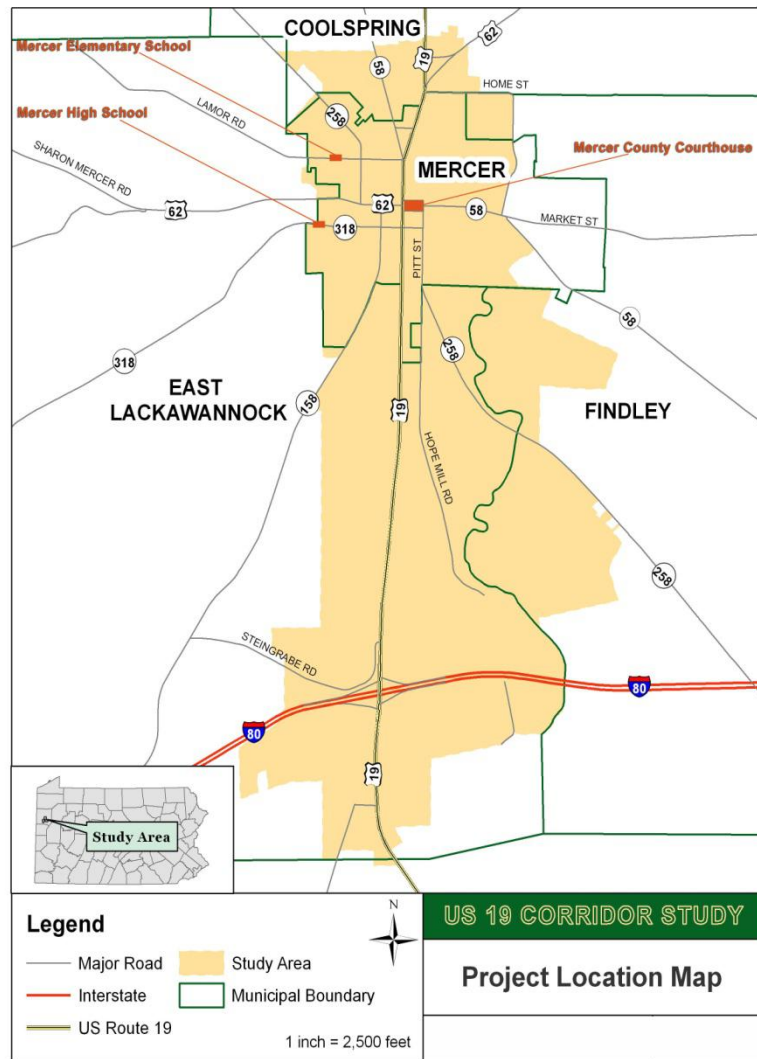 COOLSPRING
62
19
Mercer Elementary School
58
HOME ST
258
LAMOR RD
Mercer High School
SHARON MERCER RD
Mercer County Courthouse
MERCER
62
62
58
MARKET ST
318
PITT ST
318
58
258
EAST
LACKAWANNOCK
158
19
FINDLEY
HOPE MILL RD
258
STEINGRABE RD
80
80
19
Study Area
Legend
N
Major Road
Study Area
Interstate
Municipal Boundary
US Route 19
1 inch = 2,500 feet
US 19 CORRIDOR STUDY
Project Location Map